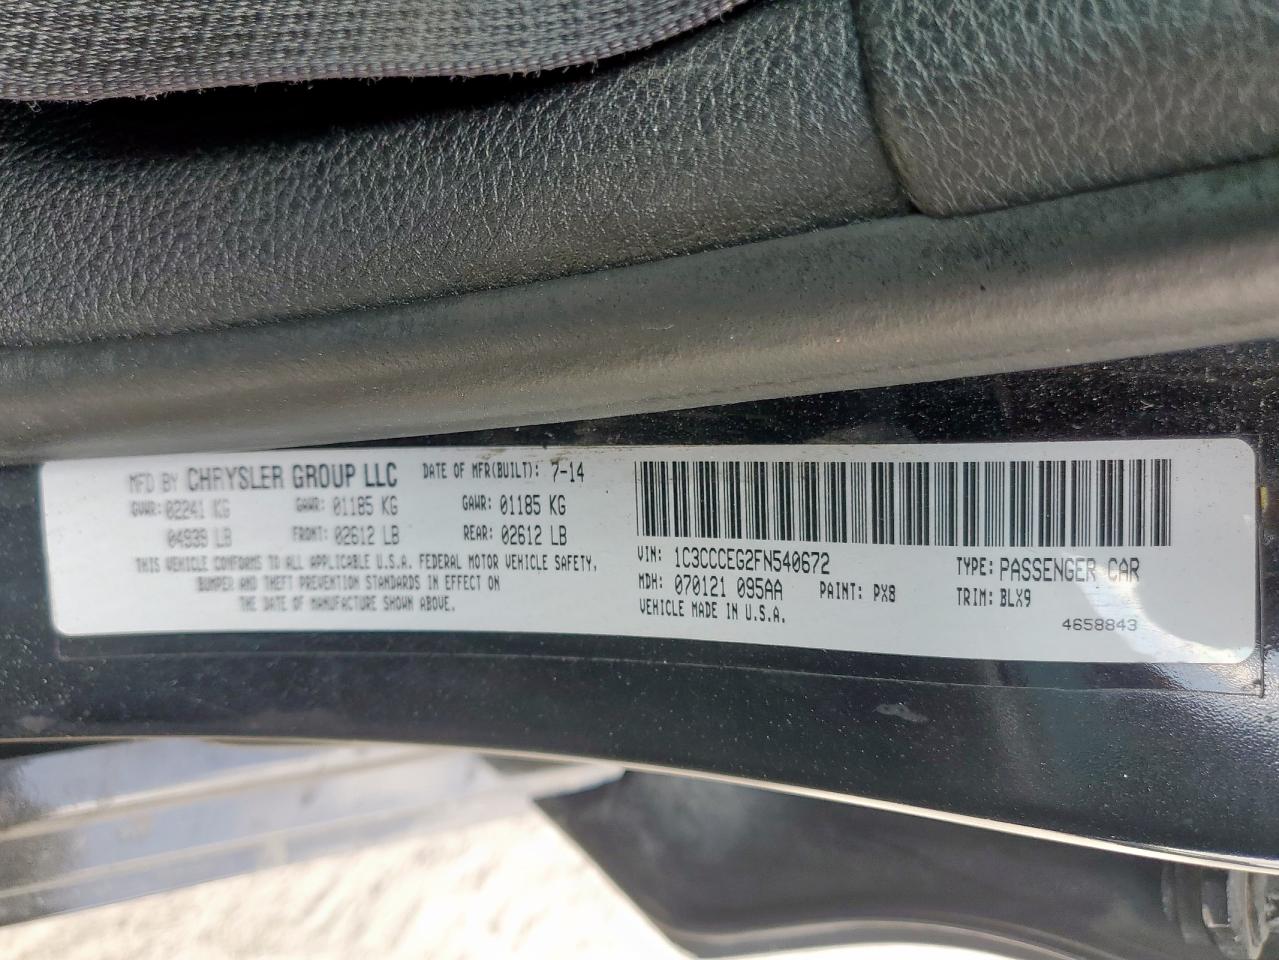 MFD BY CHRYSLER GROUP LLC DATE OF MFR(BUILT): 7-14
GVWR: 02241 KG GAWR: 01185 KG GAWR: 01185 KG
04939 LB FRONT: 02612 LB REAR: 02612 LB
THIS VEHICLE CONFORMS TO ALL APPLICABLE U.S.A. FEDERAL MOTOR VEHICLE SAFETY,
BUMPER AND THEFT PREVENTION STANDARDS IN EFFECT ON
THE DATE OF MANUFACTURE SHOWN ABOVE.
VIN: 1C3CCCEG2FN540672 TYPE: PASSENGER CAR
MDH: 070121 095AA PAINT: PX8 TRIM: BLX9
VEHICLE MADE IN U.S.A.
4658843